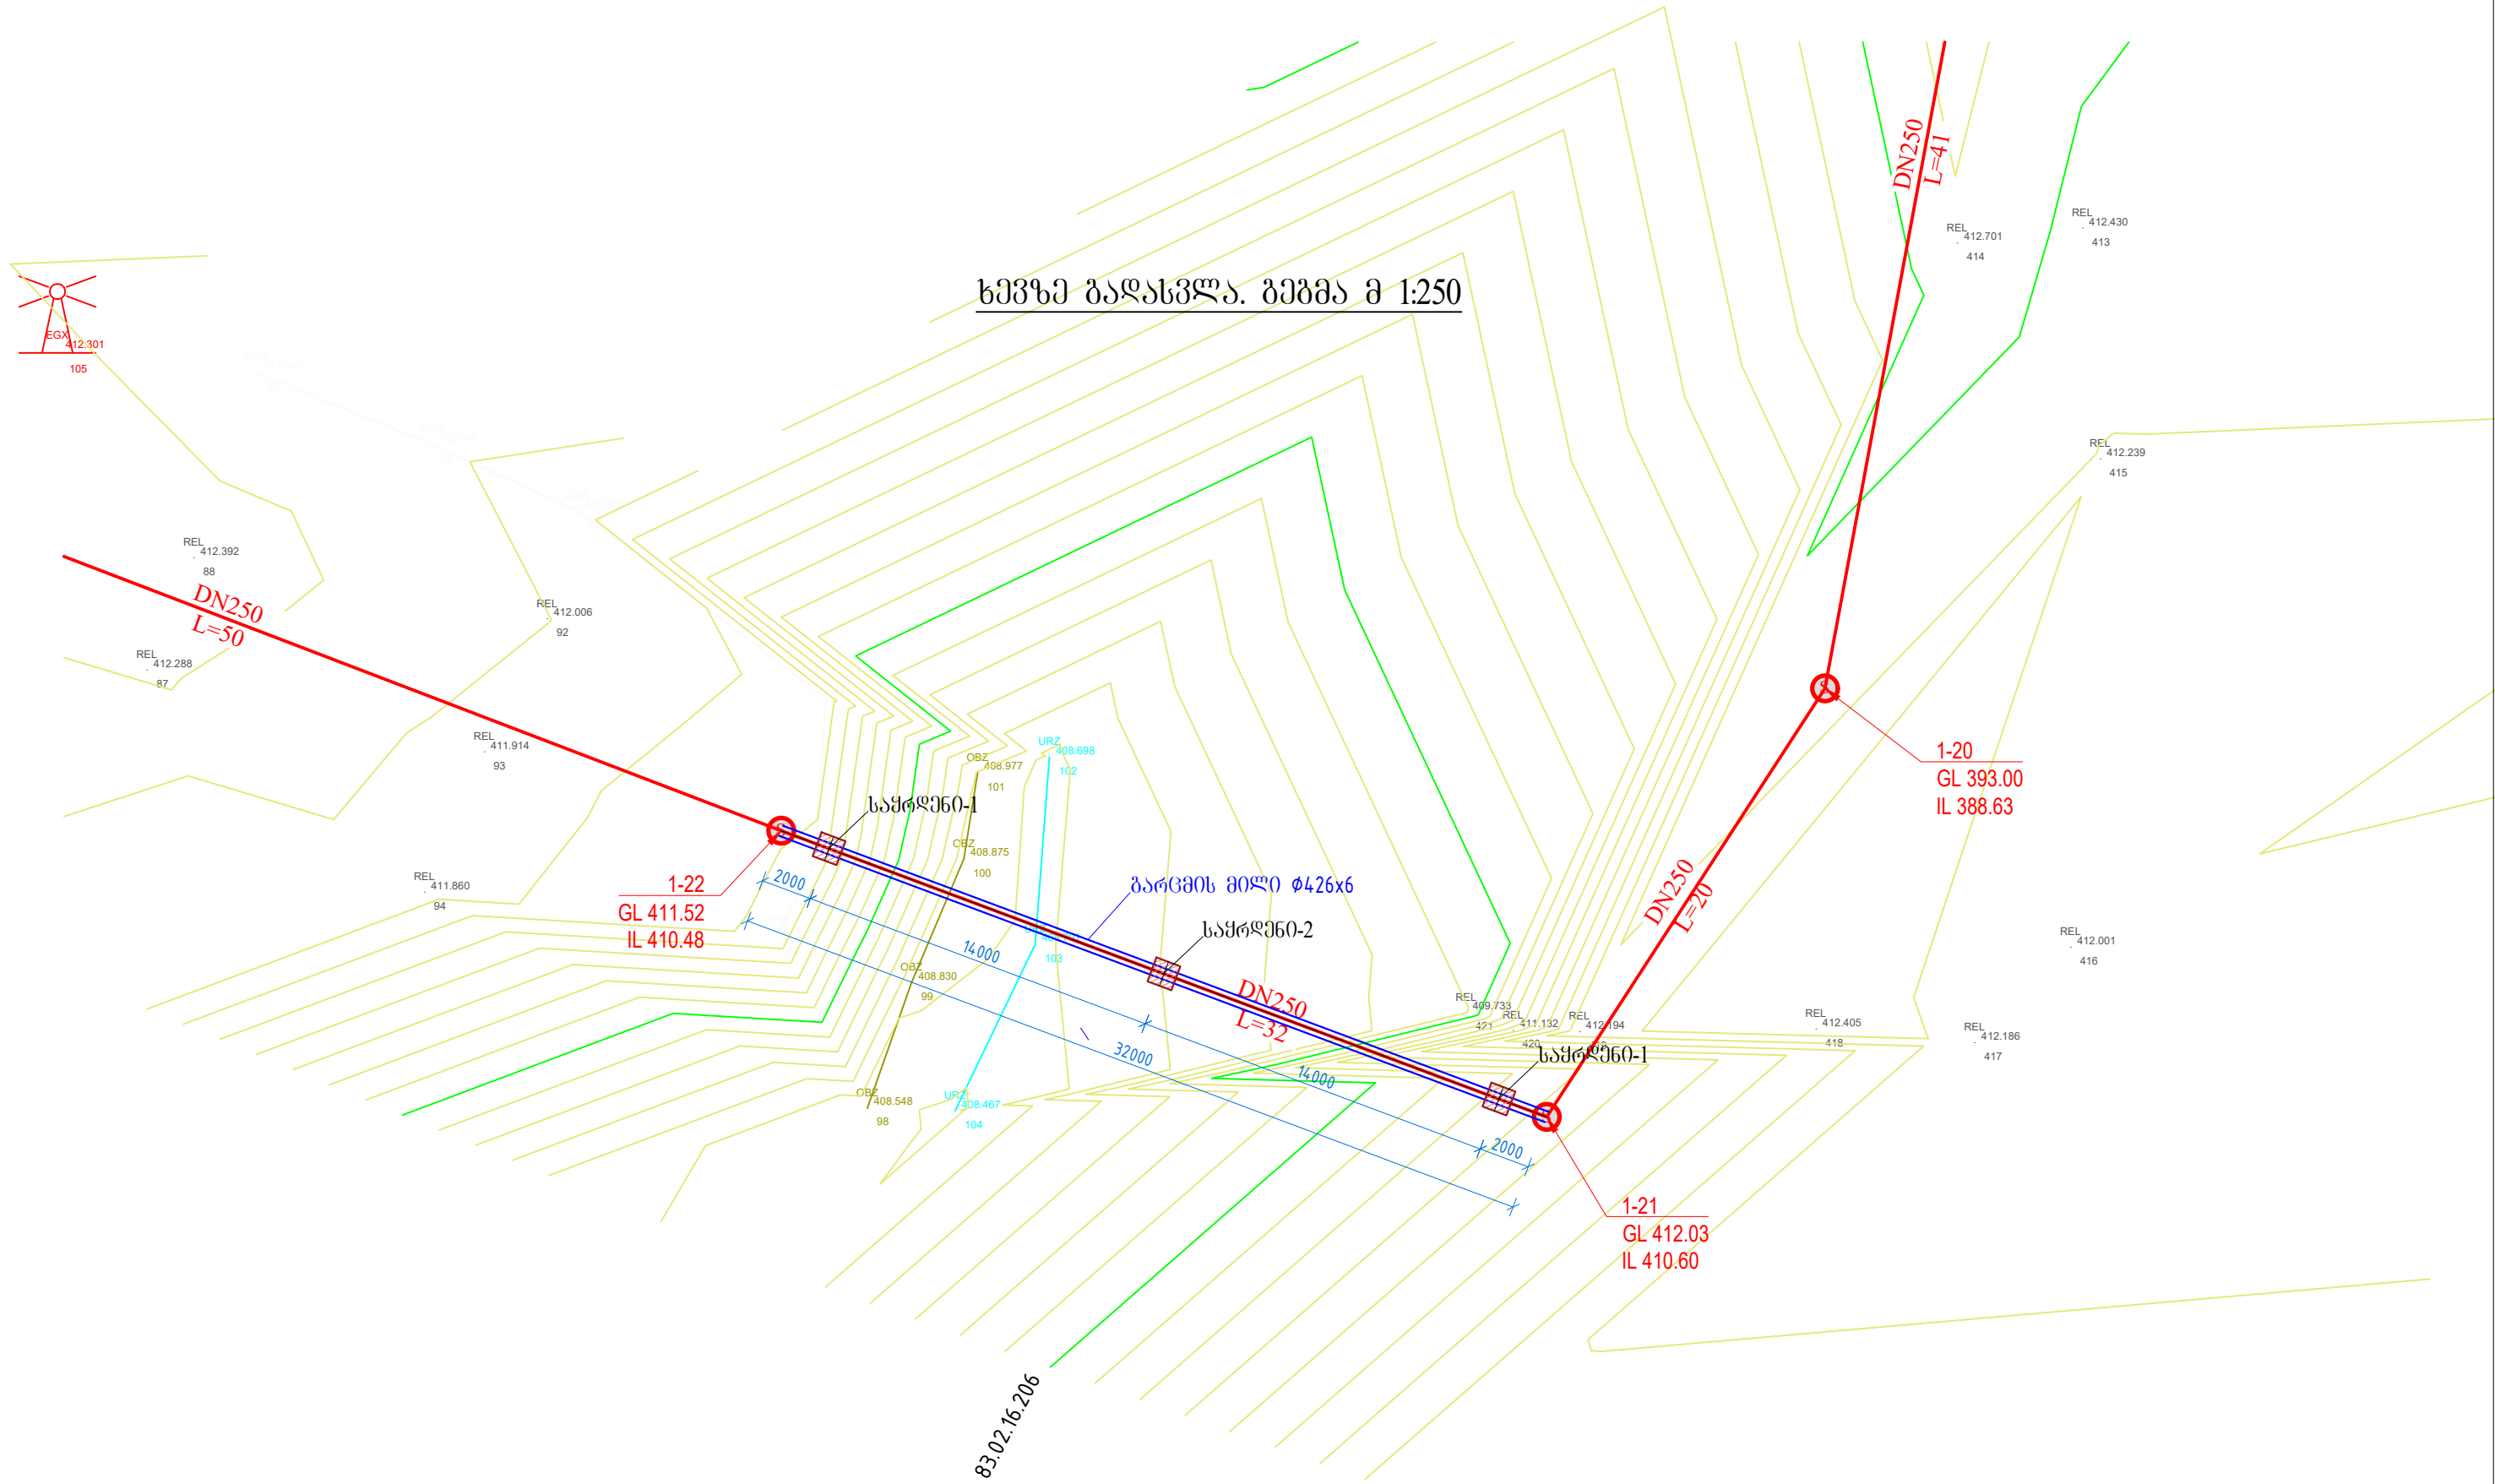 ხევზე გადასვლა. გეგმა მ 1:250
DN250
L=41
REL
412.701
414
REL
412.430
413
EGX
412.301
105
REL
412.239
415
REL
412.392
88
DN250
L=50
REL
412.006
92
REL
412.288
87
REL
411.914
93
OBZ
408.977
101
URZ
408.698
102
1-20
GL 393.00
IL 388.63
საყრდენი-1
OBZ
408.875
100
REL
411.860
94
1-22
GL 411.52
IL 410.48
2000
გარცმის მილი Φ426x6
საყრდენი-2
14000
103
DN250
L=20
REL
412.001
416
OBZ
408.830
99
DN250
L=32
REL
409.733
421
REL
411.132
420
REL
412.194
REL
412.405
418
REL
412.186
417
32000
საყრდენი-1
14000
OBZ
408.548
98
URZ
408.467
104
2000
1-21
GL 412.03
IL 410.60
83.02.16.206